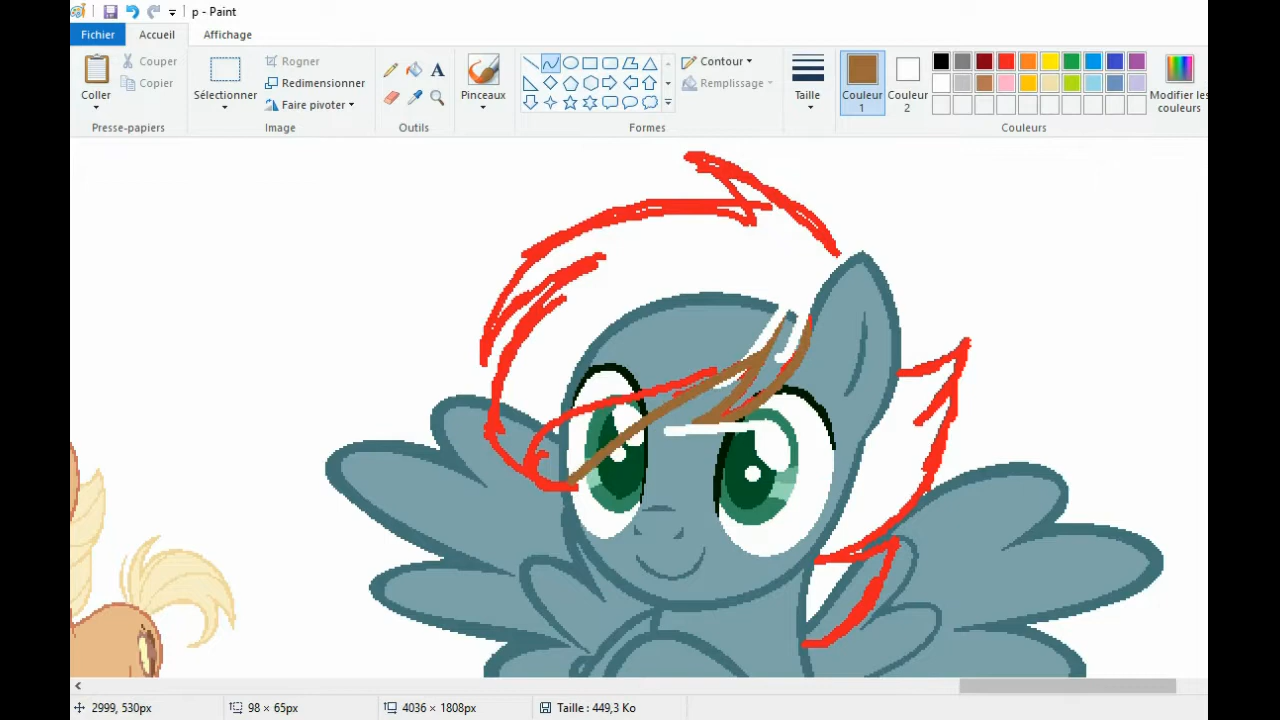 p - Paint
Fichier Accueil Affichage
Coller
Couper
Copier
Presse-papiers
Sélectionner
Rogner
Redimensionner
Faire pivoter
Image
A
Outils
Pinceaux
Contour
Remplissage
Formes
Taille
Couleur
1
Couleur
2
Modifier les
couleurs
Couleurs
2999, 530px 98 × 65px 4036 × 1808px Taille : 449,3 Ko